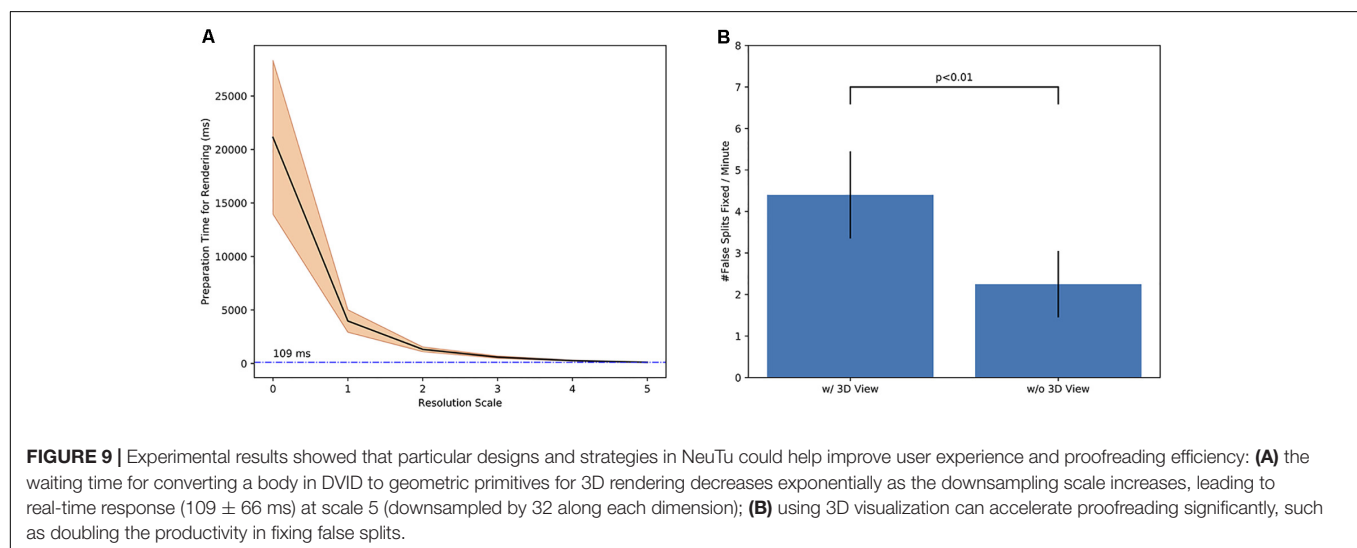 A
Preparation Time for Rendering (ms)
25000
20000
15000
10000
5000
0
109 ms
0 1 2 3 4 5
Resolution Scale
B
#False Splits Fixed / Minute
8
7
6
5
4
3
2
1
0
p<0.01
w/ 3D View w/o 3D View
FIGURE 9 | Experimental results showed that particular designs and strategies in NeuTu could help improve user experience and proofreading efficiency: (A) the
waiting time for converting a body in DVID to geometric primitives for 3D rendering decreases exponentially as the downsampling scale increases, leading to
real-time response (109 ± 66 ms) at scale 5 (downsampled by 32 along each dimension); (B) using 3D visualization can accelerate proofreading significantly, such
as doubling the productivity in fixing false splits.